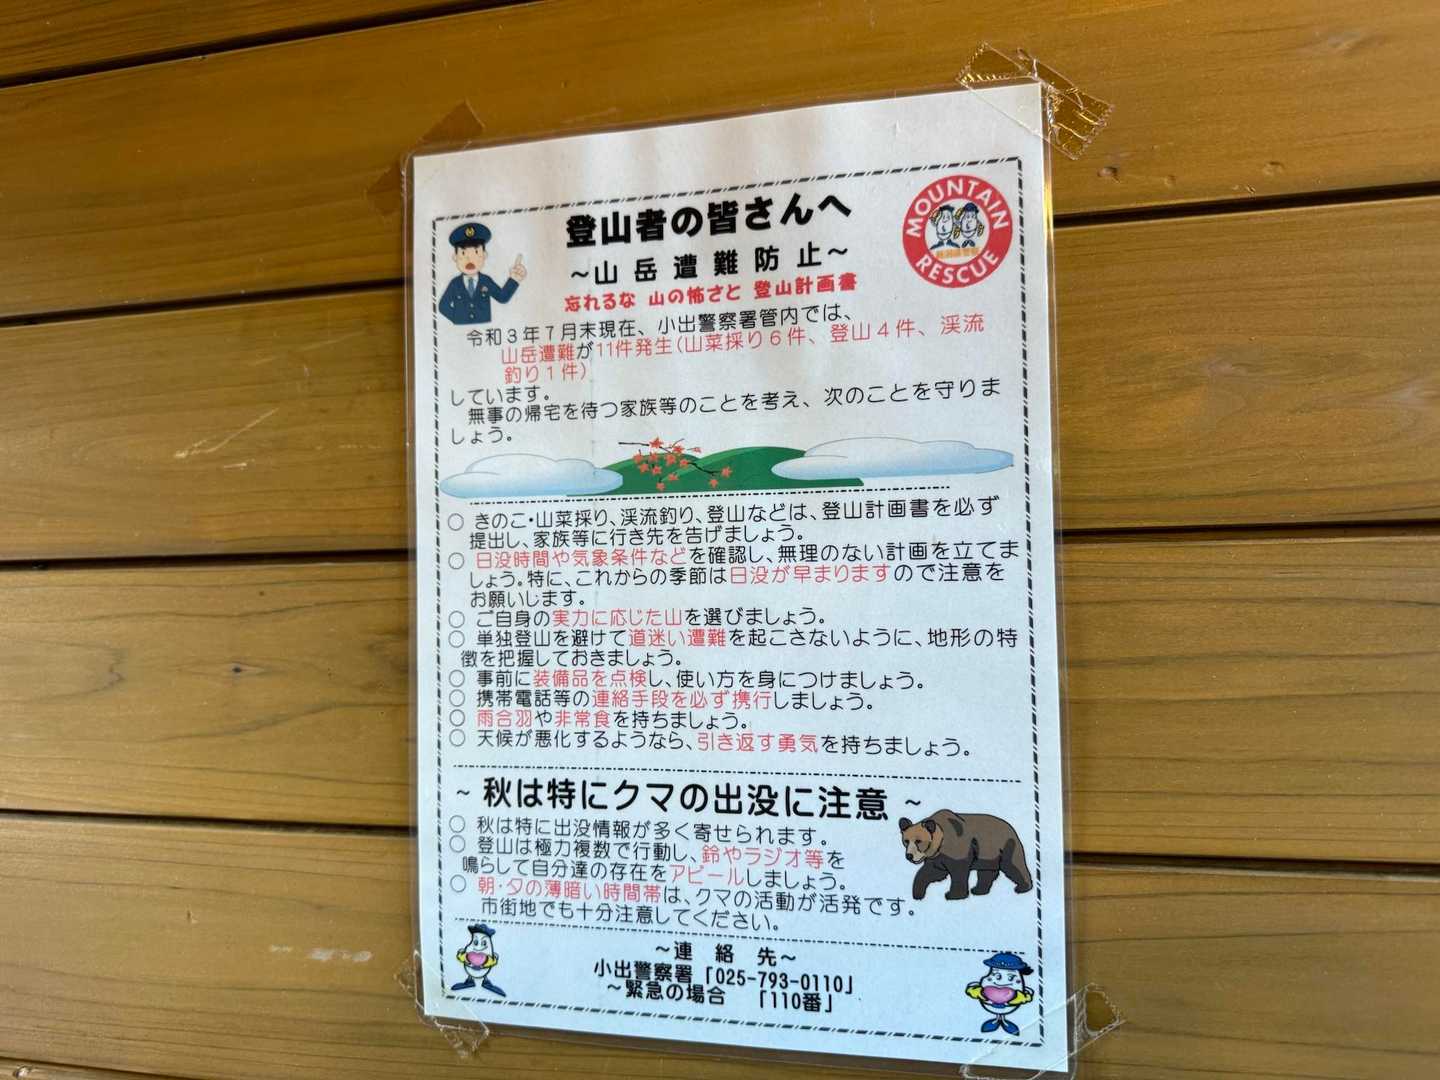 登山者の皆さんへ
～山岳遭難防止～
忘れるな 山の怖さと 登山計画書
MOUNTAIN
RESCUE
令和３年７月末現在、小出警察署管内では、
山岳遭難が11件発生(山菜採り６件、登山４件、渓流
釣り１件)
しています。
無事の帰宅を待つ家族等のことを考え、次のことを守りま
しょう。
○ きのこ・山菜採り、渓流釣り、登山などは、登山計画書を必ず
提出し、家族等に行き先を告げましょう。
○ 日没時間や気象条件などを確認し、無理のない計画を立てま
しょう。特に、これからの季節は日没が早まりますので注意を
お願いします。
○ ご自身の実力に応じた山を選びましょう。
○ 単独登山を避けて道迷い遭難を起こさないように、地形の特
徴を把握しておきましょう。
○ 事前に装備品を点検し、使い方を身につけましょう。
○ 携帯電話等の連絡手段を必ず携行しましょう。
○ 雨合羽や非常食を持ちましょう。
○ 天候が悪化するようなら、引き返す勇気を持ちましょう。
～ 秋は特にクマの出没に注意 ～
○ 秋は特に出没情報が多く寄せられます。
○ 登山は極力複数で行動し、鈴やラジオ等を
鳴らして自分達の存在をアピールしましょう。
○ 朝・夕の薄暗い時間帯は、クマの活動が活発です。
市街地でも十分注意してください。
～連 絡 先～
小出警察署「025-793-0110」
～緊急の場合 「110番」